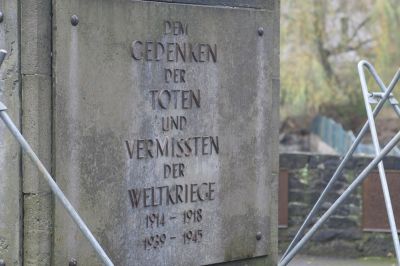 DEM
GEDENKEN
DER
TOTEN
UND
VERMISSTEN
DER
WELTKRIEGE
1914 - 1918
1939 - 1945